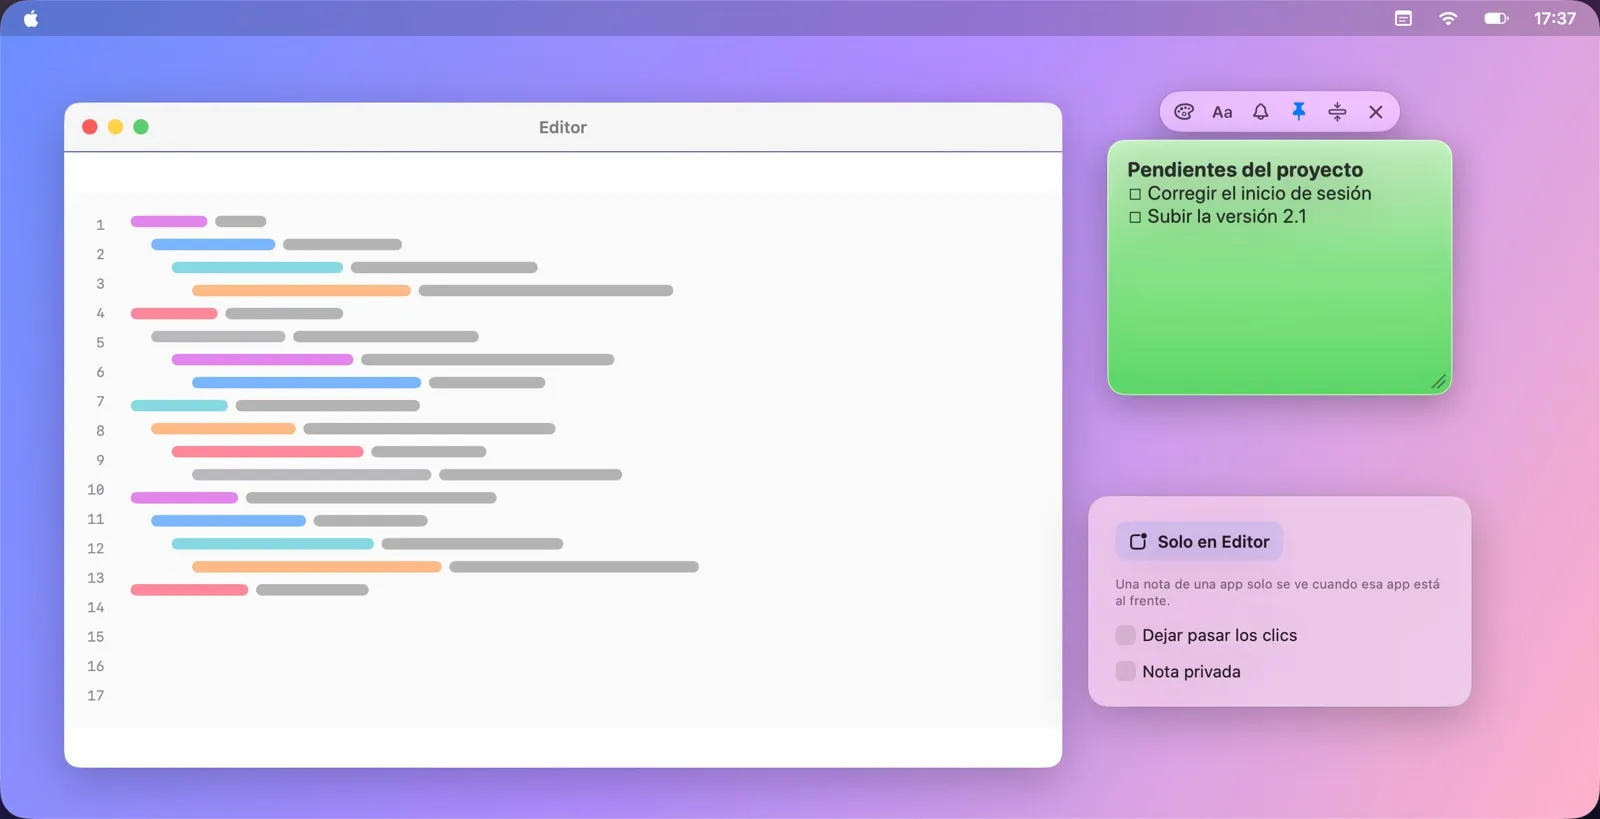 17:37
Editor
1
2
3
4
5
6
7
8
9
10
11
12
13
14
15
16
17
Aa
Pendientes del proyecto
☐ Corregir el inicio de sesión
☐ Subir la versión 2.1
Solo en Editor
Una nota de una app solo se ve cuando esa app está
al frente.
Dejar pasar los clics
Nota privada